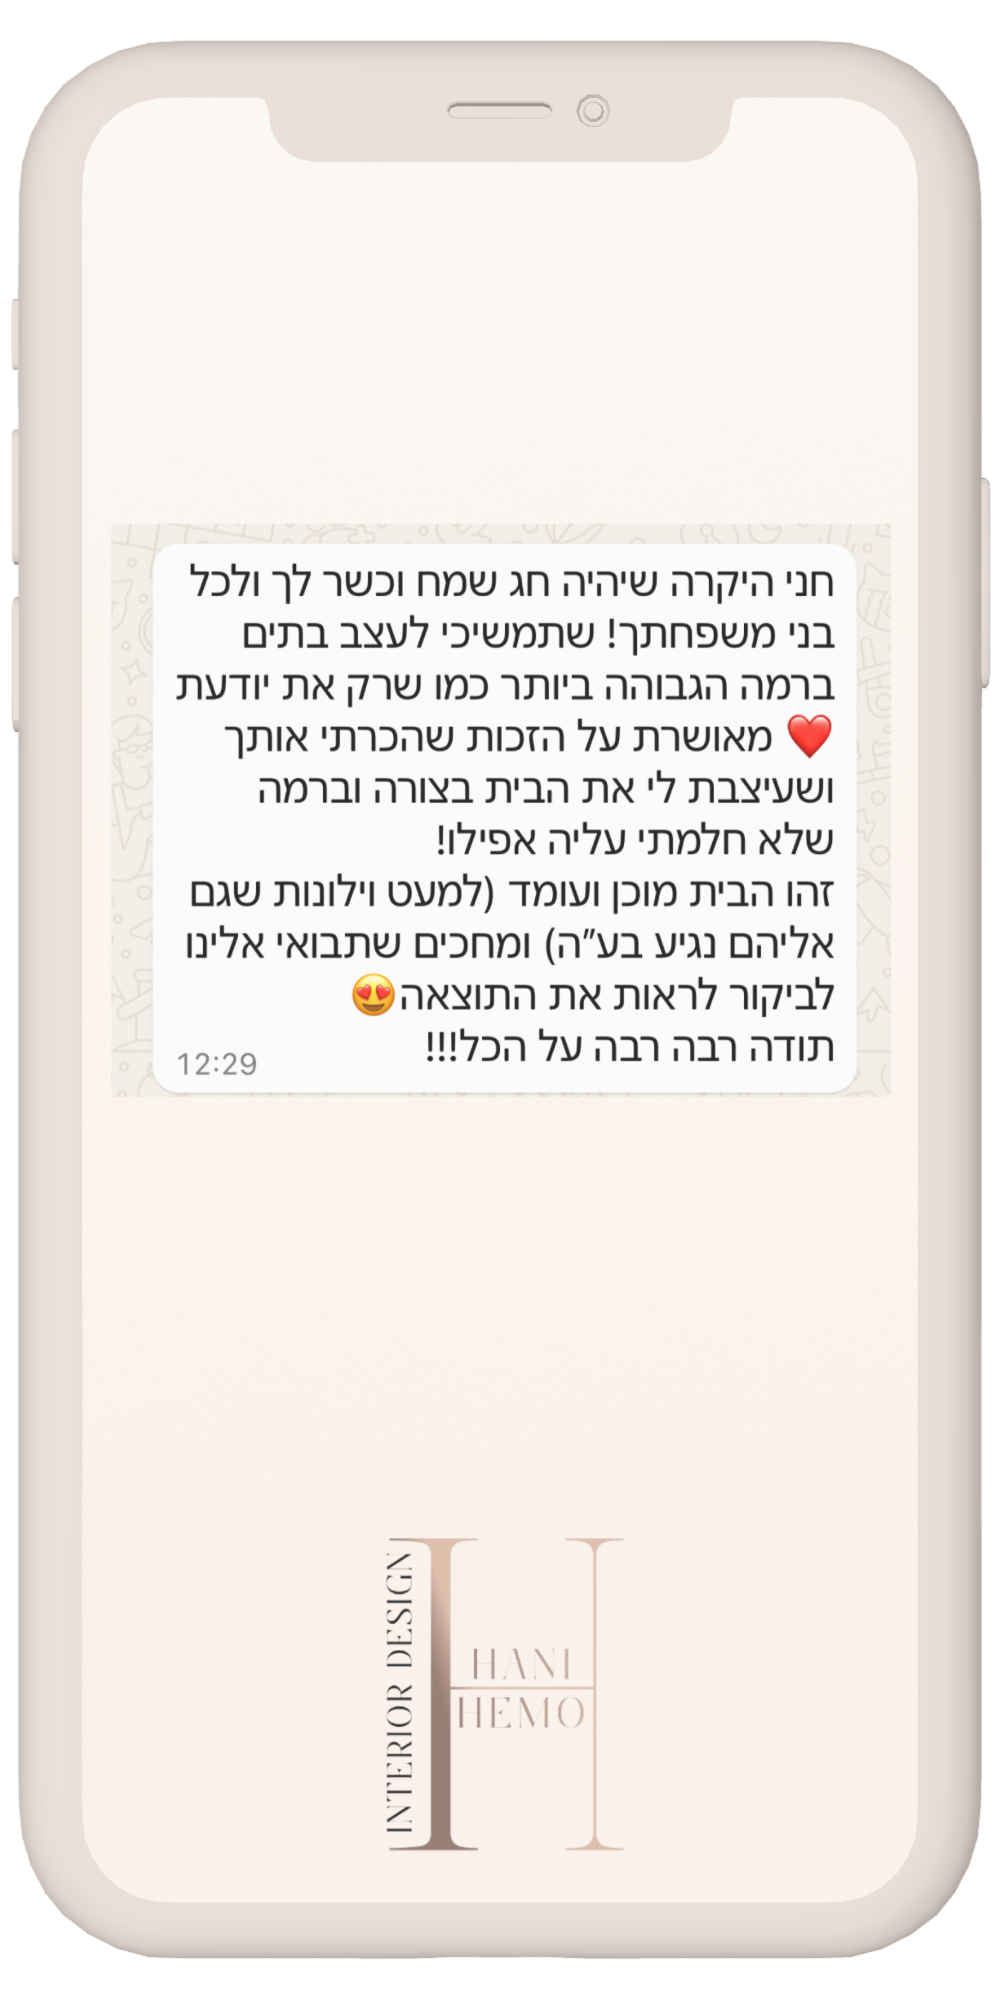 חני היקרה שיהיה חג שמח וכשר לך ולכל
בני משפחתך! שתמשיכי לעצב בתים
ברמה הגבוהה ביותר כמו שרק את יודעת
❤️ מאושרת על הזכות שהכרתי אותך
ושעיצבת לי את הבית בצורה וברמה
שלא חלמתי עליה אפילו!
זהו הבית מוכן ועומד (למעט וילונות שגם
אליהם נגיע בע״ה) ומחכים שתבואי אלינו
לביקור לראות את התוצאה😍
תודה רבה רבה על הכל!!!
12:29
INTERIOR DESIGN
HANI
HEMO